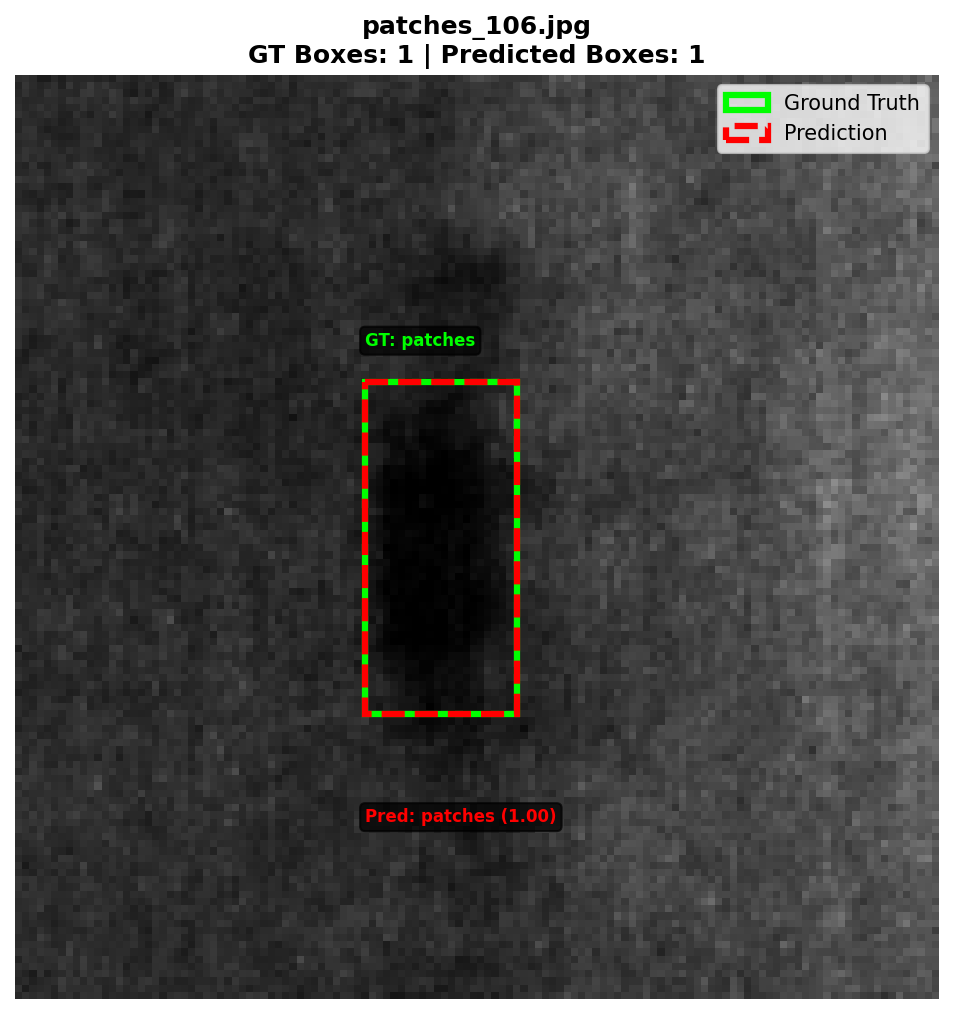 patches_106.jpg
GT Boxes: 1 | Predicted Boxes: 1
Ground Truth
Prediction
GT: patches
Pred: patches (1.00)